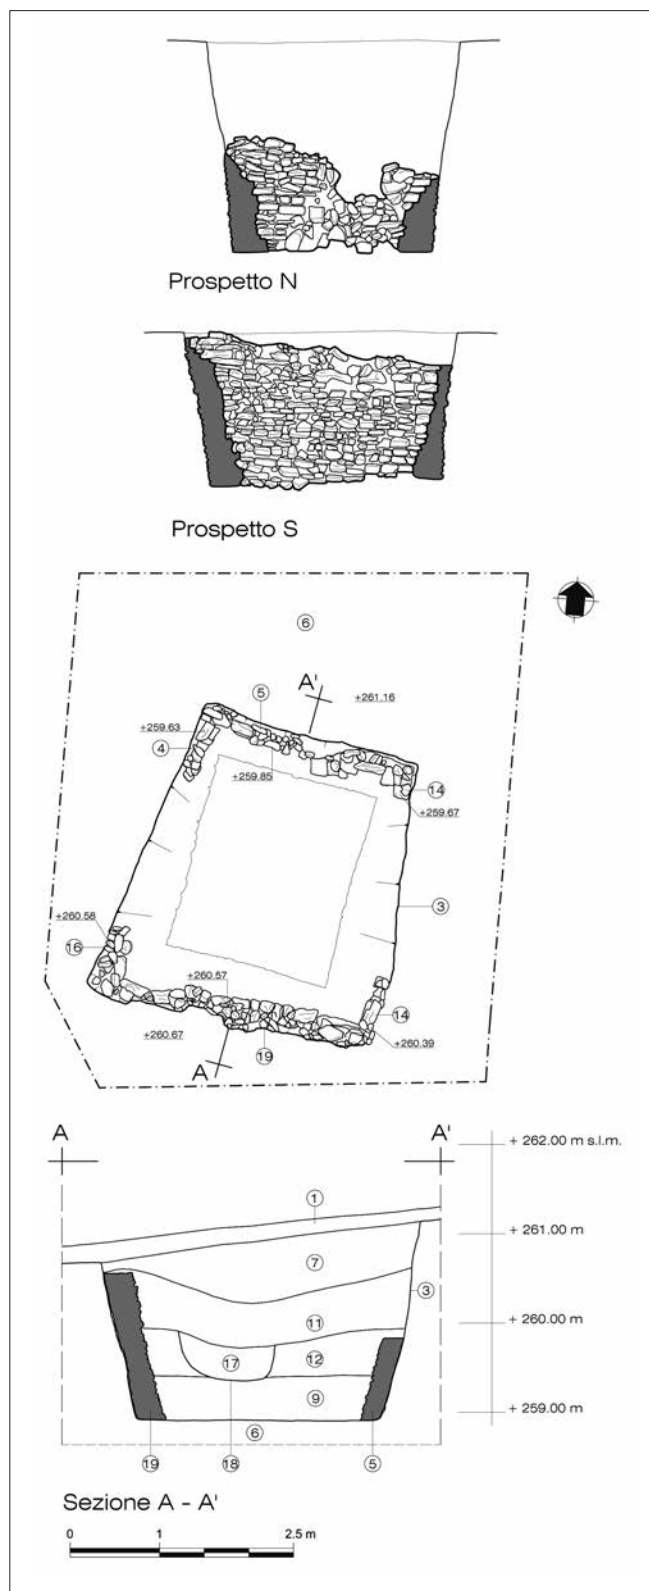 Prospetto N
Prospetto S
6
A'
5
+261.16
+259.63
4
+259.85
14
+259.67
3
+260.58
16
+260.57
14
+260.67
19
+260.39
A
A
A'
+ 262.00 m s.l.m.
1
+ 261.00 m
7
3
11
+ 260.00 m
17
12
9
+ 259.00 m
6
19
18
5
Sezione A - A'
0 1 2.5 m